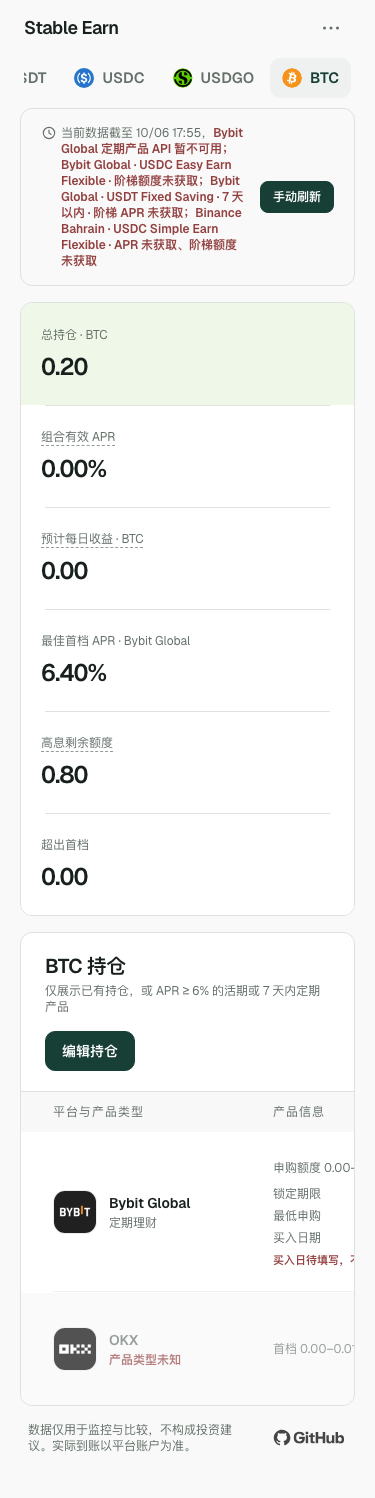 Stable Earn
SDT USDC USDGO BTC
当前数据截至 10/06 17:55，Bybit
Global 定期产品 API 暂不可用；
Bybit Global · USDC Easy Earn
Flexible · 阶梯额度未获取；Bybit
Global · USDT Fixed Saving · 7 天
以内 · 阶梯 APR 未获取；Binance
Bahrain · USDC Simple Earn
Flexible · APR 未获取、阶梯额度
未获取
手动刷新
总持仓 · BTC
0.20
组合有效 APR
0.00%
预计每日收益 · BTC
0.00
最佳首档 APR · Bybit Global
6.40%
高息剩余额度
0.80
超出首档
0.00
BTC 持仓
仅展示已有持仓，或 APR ≥ 6% 的活期或 7 天内定期
产品
编辑持仓
平台与产品类型 产品信息
申购额度 0.00-
锁定期限
最低申购
买入日期
买入日待填写，
BYBIT
Bybit Global
定期理财
OKX
OKX
产品类型未知
首档 0.00–0.0
数据仅用于监控与比较，不构成投资建
议。实际到账以平台账户为准。
GitHub